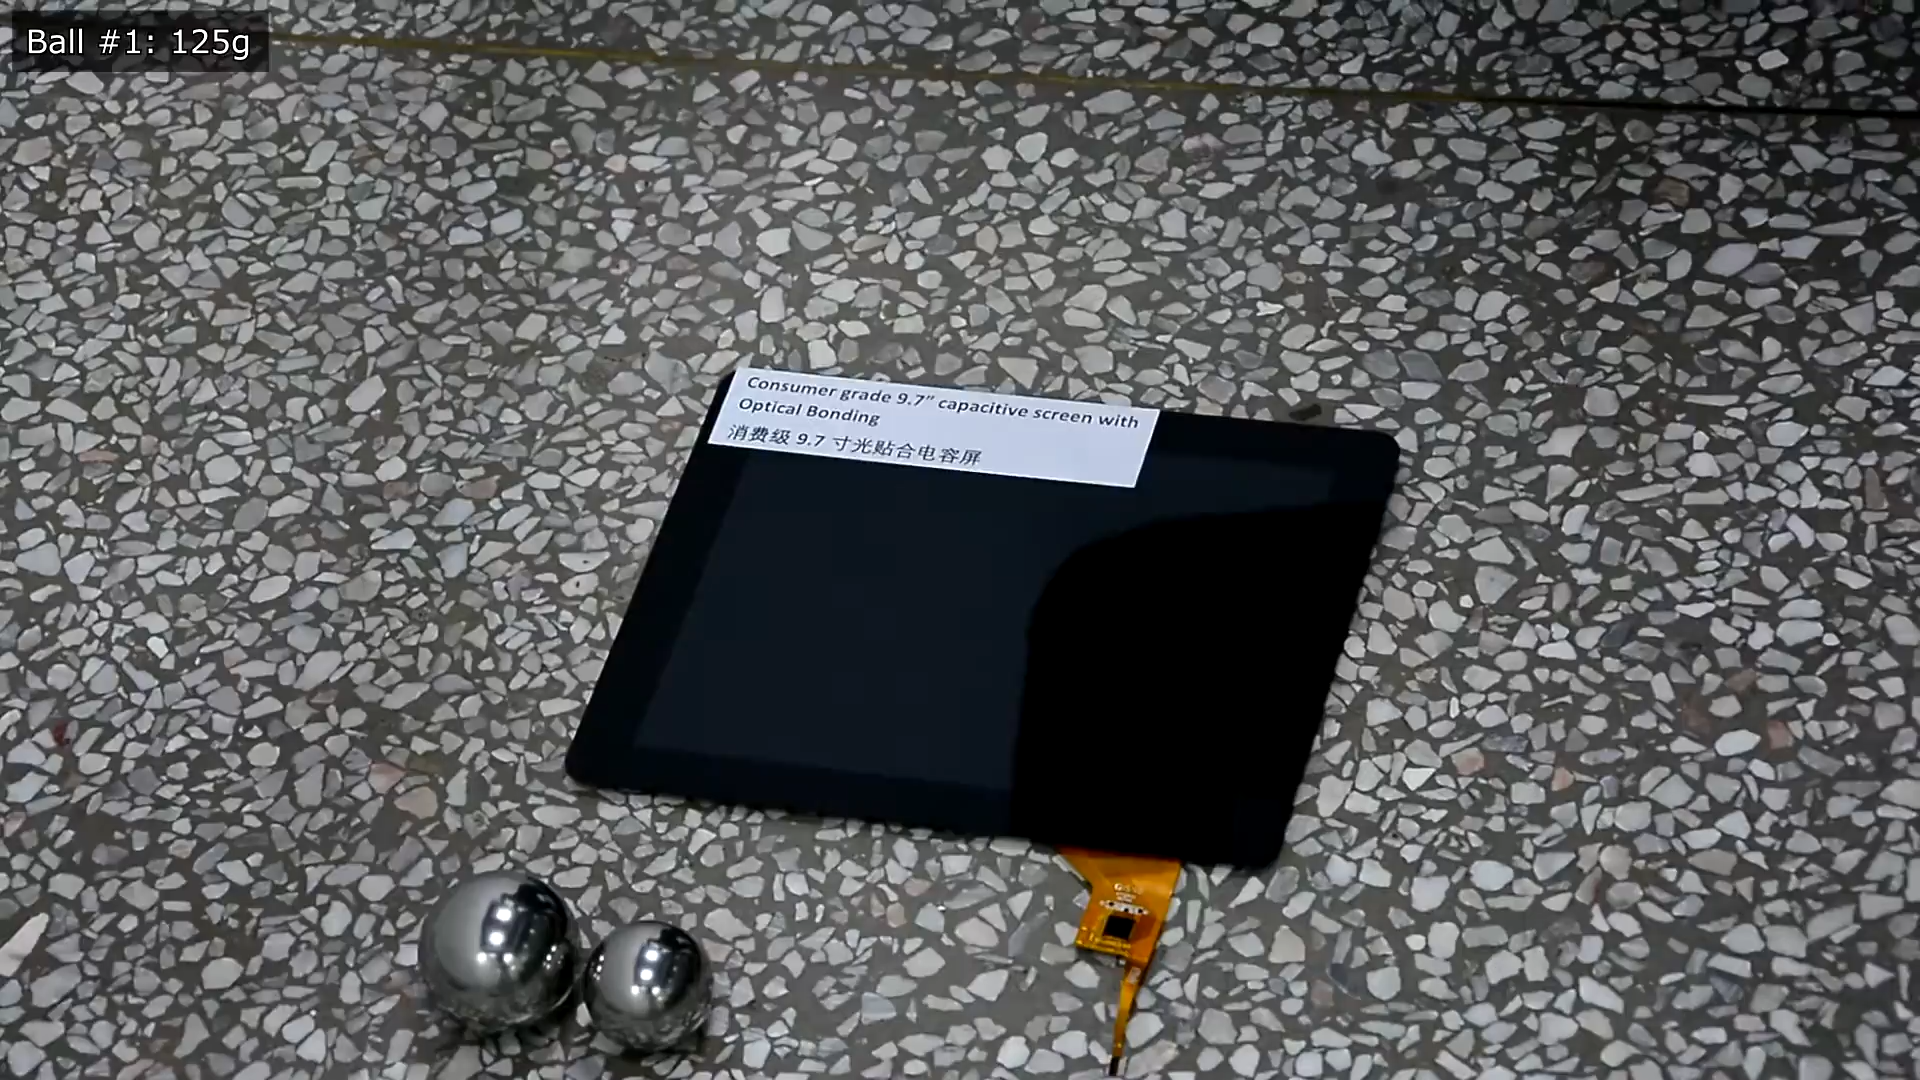 Ball #1: 125g
Consumer grade 9.7” capacitive screen with
Optical Bonding
消费级 9.7 寸光贴合电容屏